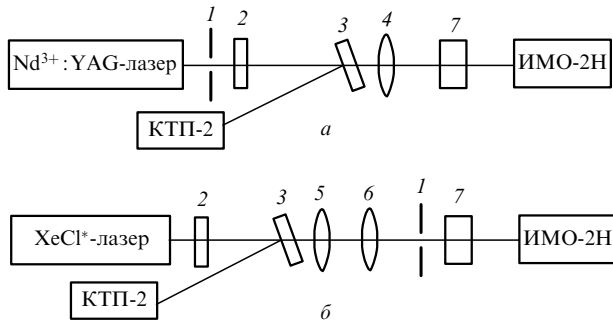 1 2 3 4 7
Nd³⁺:YAG-лазер ИМО-2Н
КТП-2 а
2 3 5 6 1 7
XeCl*-лазер ИМО-2Н
КТП-2 б